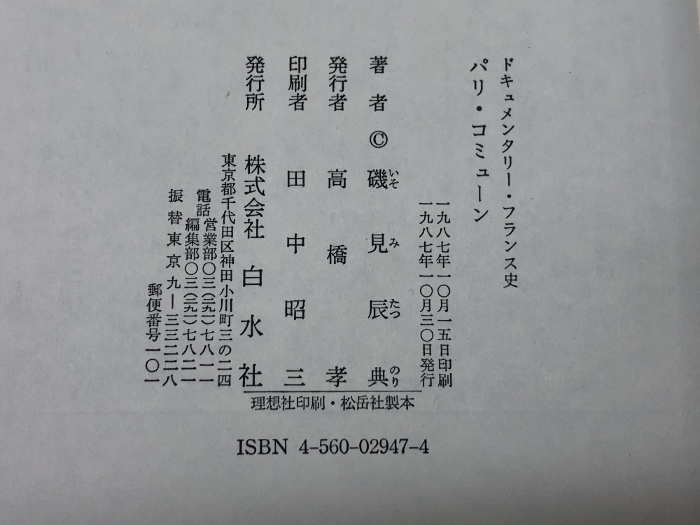 ドキュメンタリー・フランス史
パリ・コミューン
一九八七年一〇月一五日印刷
一九八七年一〇月三〇日発行
著者 © 磯見辰典
いそ み たつ のり
発行者 高橋孝
印刷者 田中昭三
発行所 株式会社 白水社
東京都千代田区神田小川町三の二四
電話営業部〇三(二九一)七八一一
編集部〇三(二九一)七八二一
振替東京九―三三二二八
郵便番号一〇一
理想社印刷・松岳社製本
ISBN 4-560-02947-4